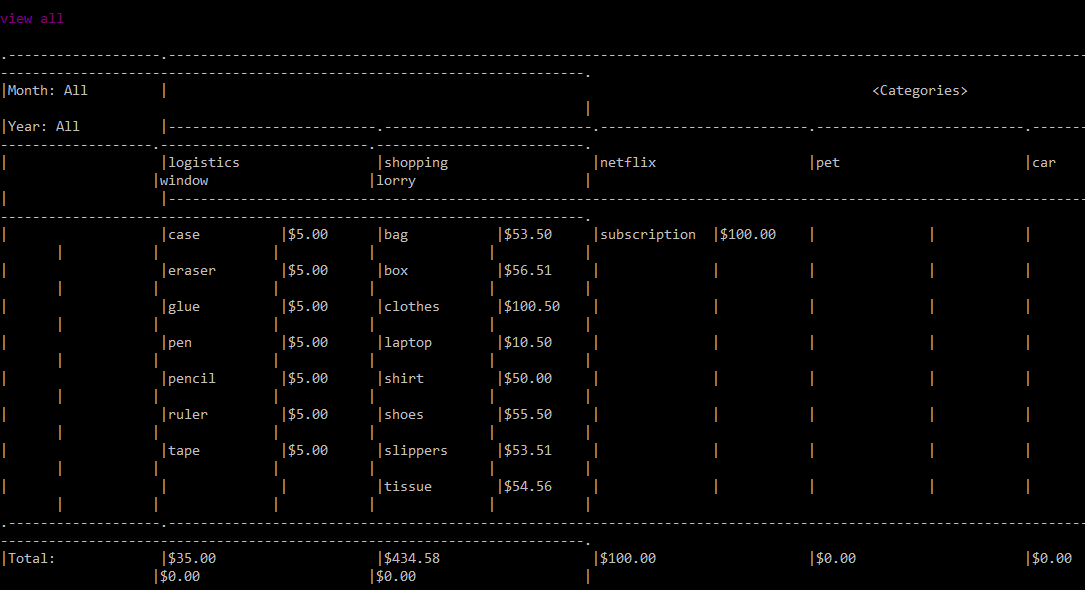 view all
Month: All <Categories>
Year: All
logistics shopping netflix pet car
window lorry
case $5.00 bag $53.50 subscription $100.00
eraser $5.00 box $56.51
glue $5.00 clothes $100.50
pen $5.00 laptop $10.50
pencil $5.00 shirt $50.00
ruler $5.00 shoes $55.50
tape $5.00 slippers $53.51
tissue $54.56
Total: $35.00 $434.58 $100.00 $0.00 $0.00
$0.00 $0.00